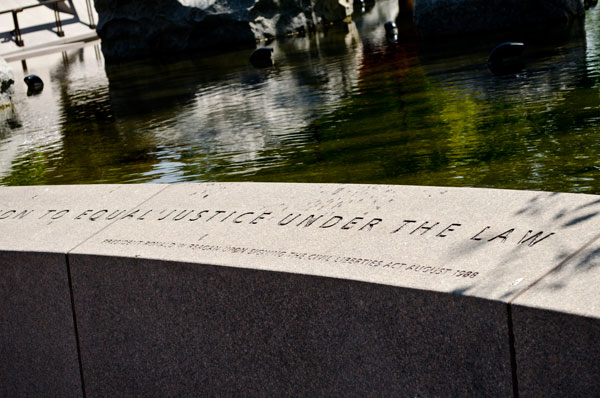 ON TO EQUAL JUSTICE UNDER THE LAW
PRESIDENT RONALD W. REAGAN UPON SIGNING THE CIVIL LIBERTIES ACT AUGUST 1988